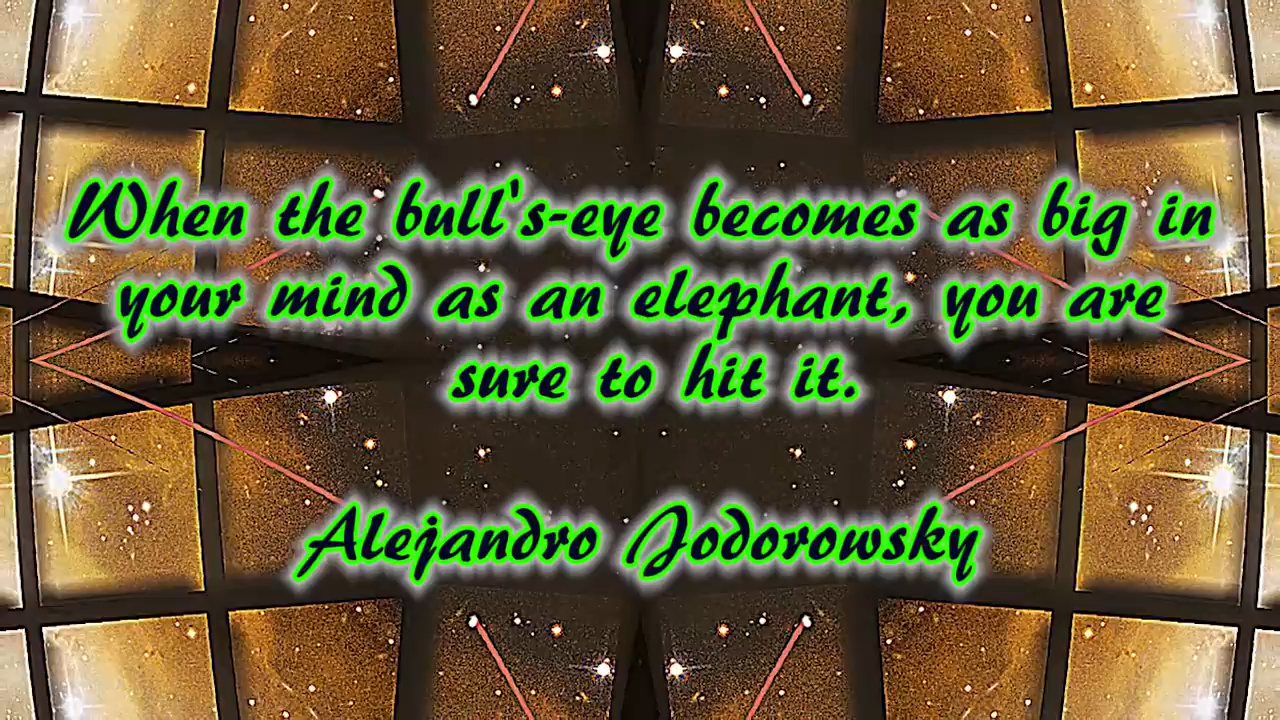 When the bull's-eye becomes as big in
your mind as an elephant, you are
sure to hit it.
Alejandro Jodorowsky